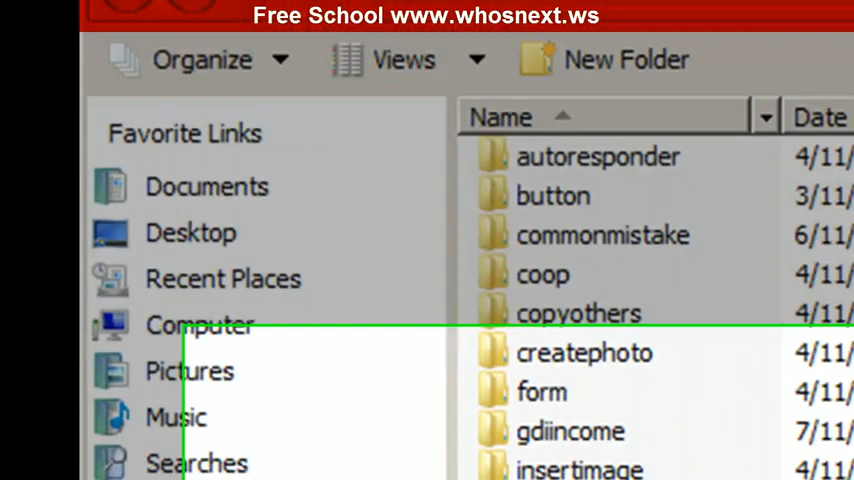 Free School www.whosnext.ws
Organize Views New Folder
Favorite Links
Documents
Desktop
Recent Places
Computer
Pictures
Music
Searches
Name Date
autoresponder 4/11/
button 3/11/
commonmistake 6/11/
coop 4/11/
copyothers 4/11/
createphoto 4/11/
form 4/11/
gdiincome 7/11/
insertimage 4/11/